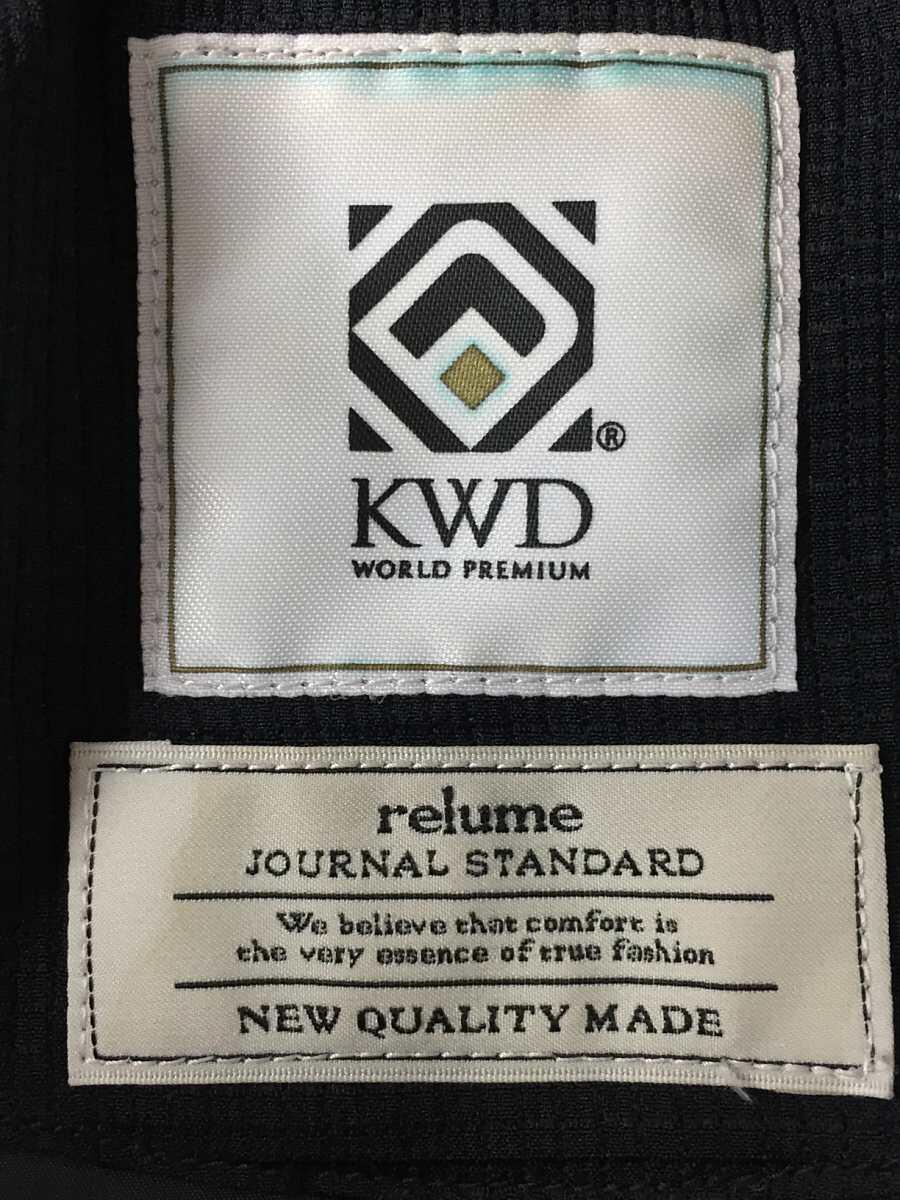 ®
KWD
WORLD PREMIUM
relume
JOURNAL STANDARD
We believe that comfort is
the very essence of true fashion
NEW QUALITY MADE